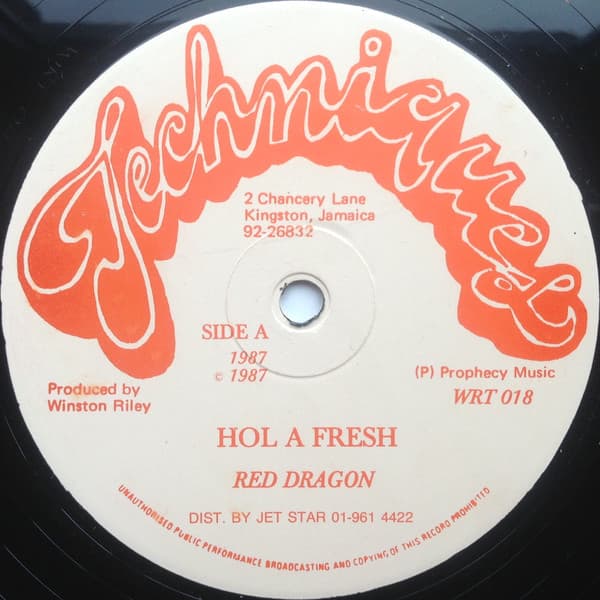 Techniques
2 Chancery Lane
Kingston, Jamaica
92-26832
SIDE A
1987
© 1987
Produced by
Winston Riley
(P) Prophecy Music
WRT 018
HOL A FRESH
RED DRAGON
DIST. BY JET STAR 01-961 4422
UNAUTHORISED PUBLIC PERFORMANCE BROADCASTING AND COPYING OF THIS RECORD PROHIBITED